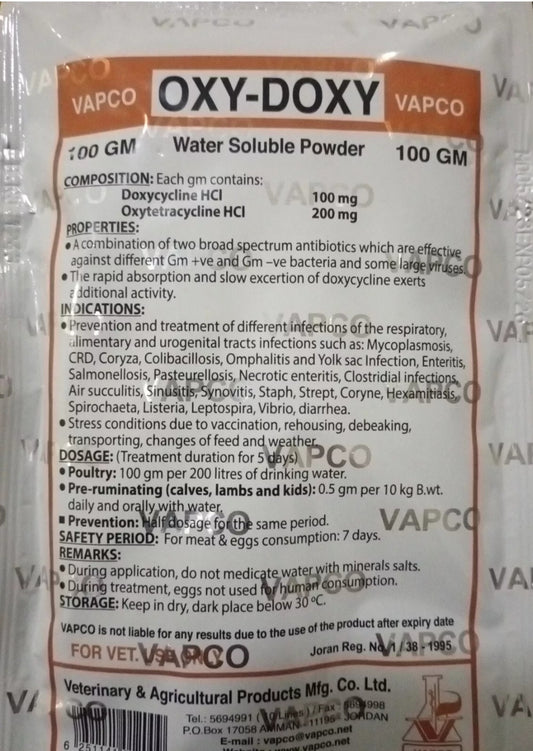 VAPCO OXY-DOXY VAPCO
100 GM Water Soluble Powder 100 GM
COMPOSITION: Each gm contains:
Doxycycline HCl 100 mg
Oxytetracycline HCl 200 mg
PROPERTIES:
• A combination of two broad spectrum antibiotics which are effective
against different Gm +ve and Gm –ve bacteria and some large viruses.
• The rapid absorption and slow excertion of doxycycline exerts
additional activity.
INDICATIONS:
• Prevention and treatment of different infections of the respiratory,
alimentary and urogenital tracts infections such as: Mycoplasmosis,
CRD, Coryza, Colibacillosis, Omphalitis and Yolk sac Infection, Enteritis,
Salmonellosis, Pasteurellosis, Necrotic enteritis, Clostridial infections,
Air succulitis, Sinusitis, Synovitis, Staph, Strept, Coryne, Hexamitiasis,
Spirochaeta, Listeria, Leptospira, Vibrio, diarrhea.
• Stress conditions due to vaccination, rehousing, debeaking,
transporting, changes of feed and weather.
DOSAGE: (Treatment duration for 5 days)
• Poultry: 100 gm per 200 litres of drinking water.
• Pre-ruminating (calves, lambs and kids): 0.5 gm per 10 kg B.wt.
daily and orally with water.
■ Prevention: Half dosage for the same period.
SAFETY PERIOD: For meat & eggs consumption: 7 days.
REMARKS:
• During application, do not medicate water with minerals salts.
• During treatment, eggs not used for human consumption.
STORAGE: Keep in dry, dark place below 30 ºC.
VAPCO is not liable for any results due to the use of the product after expiry date
FOR VET. USE ONLY Joran Reg. No. 1 / 38 - 1995
Veterinary & Agricultural Products Mfg. Co. Ltd.
Tel.: 5694991 (10 Lines) / Fax : 5694998
P.O.Box 17058 AMMAN - 11195 JORDAN
E-mail : vapco@vapco.net
Website : www.vapco.net